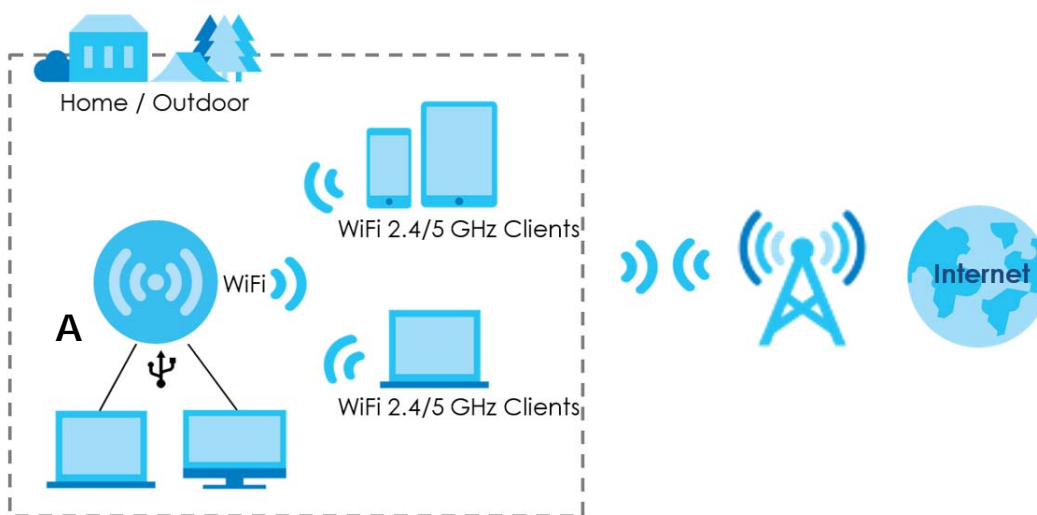 Home / Outdoor
WiFi 2.4/5 GHz Clients
WiFi
A
WiFi 2.4/5 GHz Clients
Internet